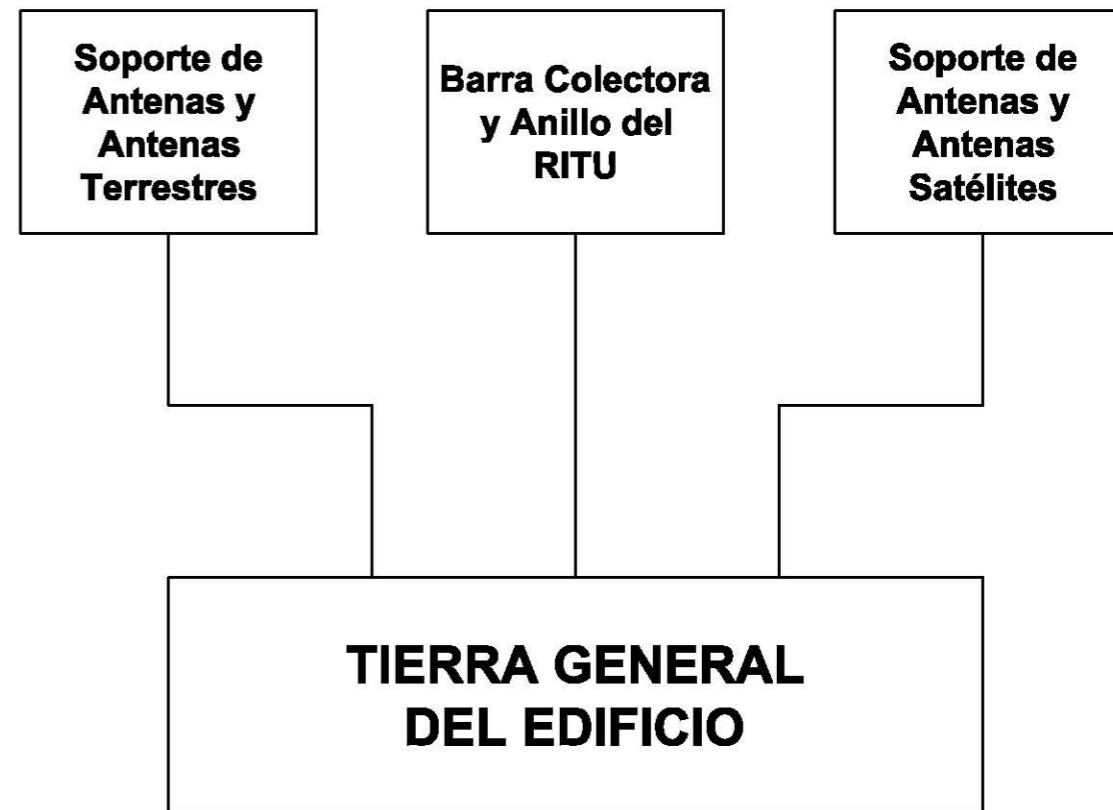 Soporte de
Antenas y
Antenas
Terrestres
Barra Colectora
y Anillo del
RITU
Soporte de
Antenas y
Antenas
Satélites
TIERRA GENERAL
DEL EDIFICIO